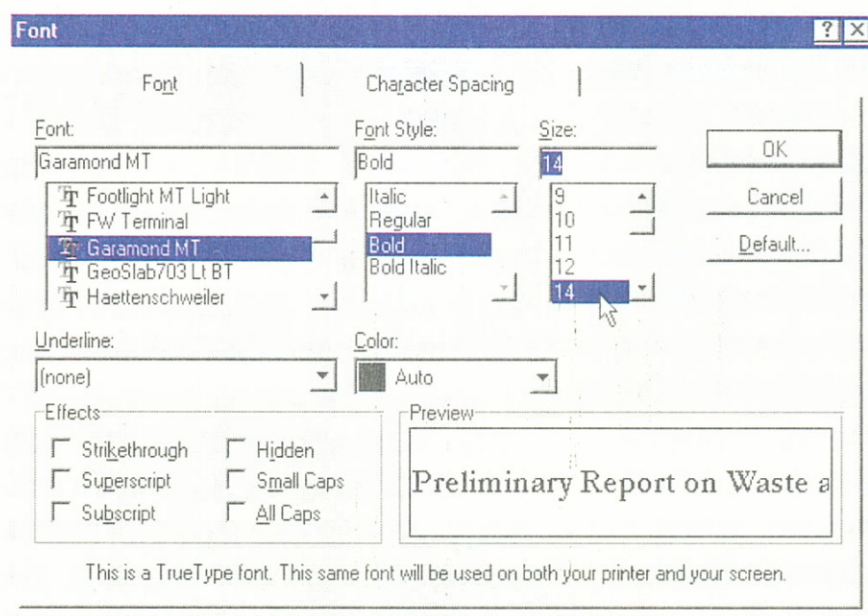 Font
? X
Font Character Spacing
Font: Font Style: Size:
Garamond MT Bold 14 OK
Footlight MT Light Italic 9 Cancel
FW Terminal Regular 10
Garamond MT Bold 11 Default...
GeoSlab703 Lt BT Bold Italic 12
Haettenschweiler 14
Underline: Color:
(none) Auto
Effects Preview
Strikethrough Hidden
Superscript Small Caps
Subscript All Caps
Preliminary Report on Waste a
This is a TrueType font. This same font will be used on both your printer and your screen.